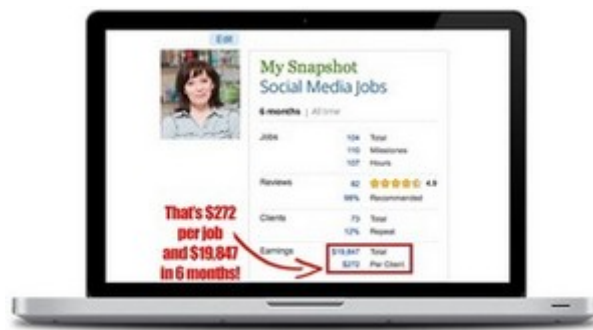 Edit
My Snapshot
Social Media Jobs
6 months | All time
Jobs 104 Total
110 Milestones
107 Hours
Reviews 82 4.9
98% Recommended
Clients 73 Total
12% Repeat
Earnings $19,847 Total
$272 Per Client
That's $272
per job
and $19,847
in 6 months!